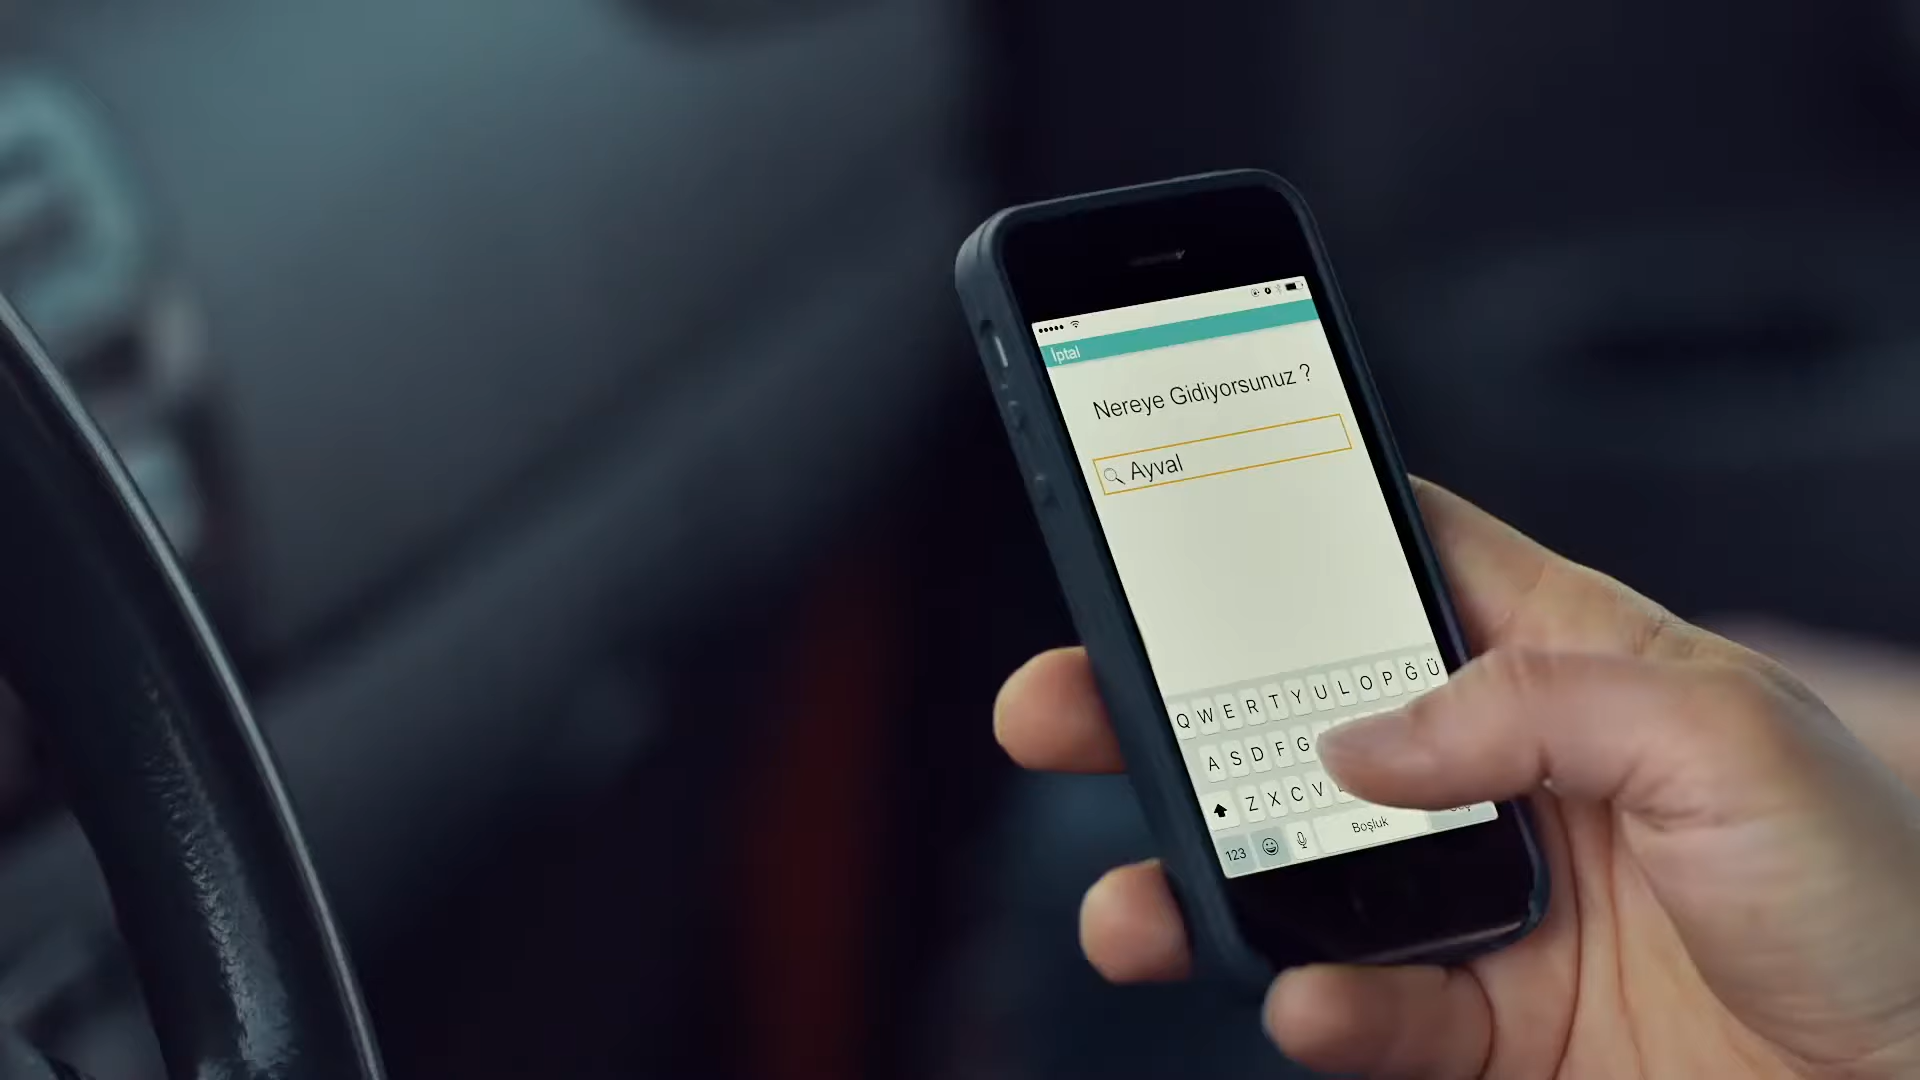 İptal
Nereye Gidiyorsunuz ?
Ayval
Q W E R T Y U L O P Ğ Ü
A S D F G
Z X C V
123 Boşluk